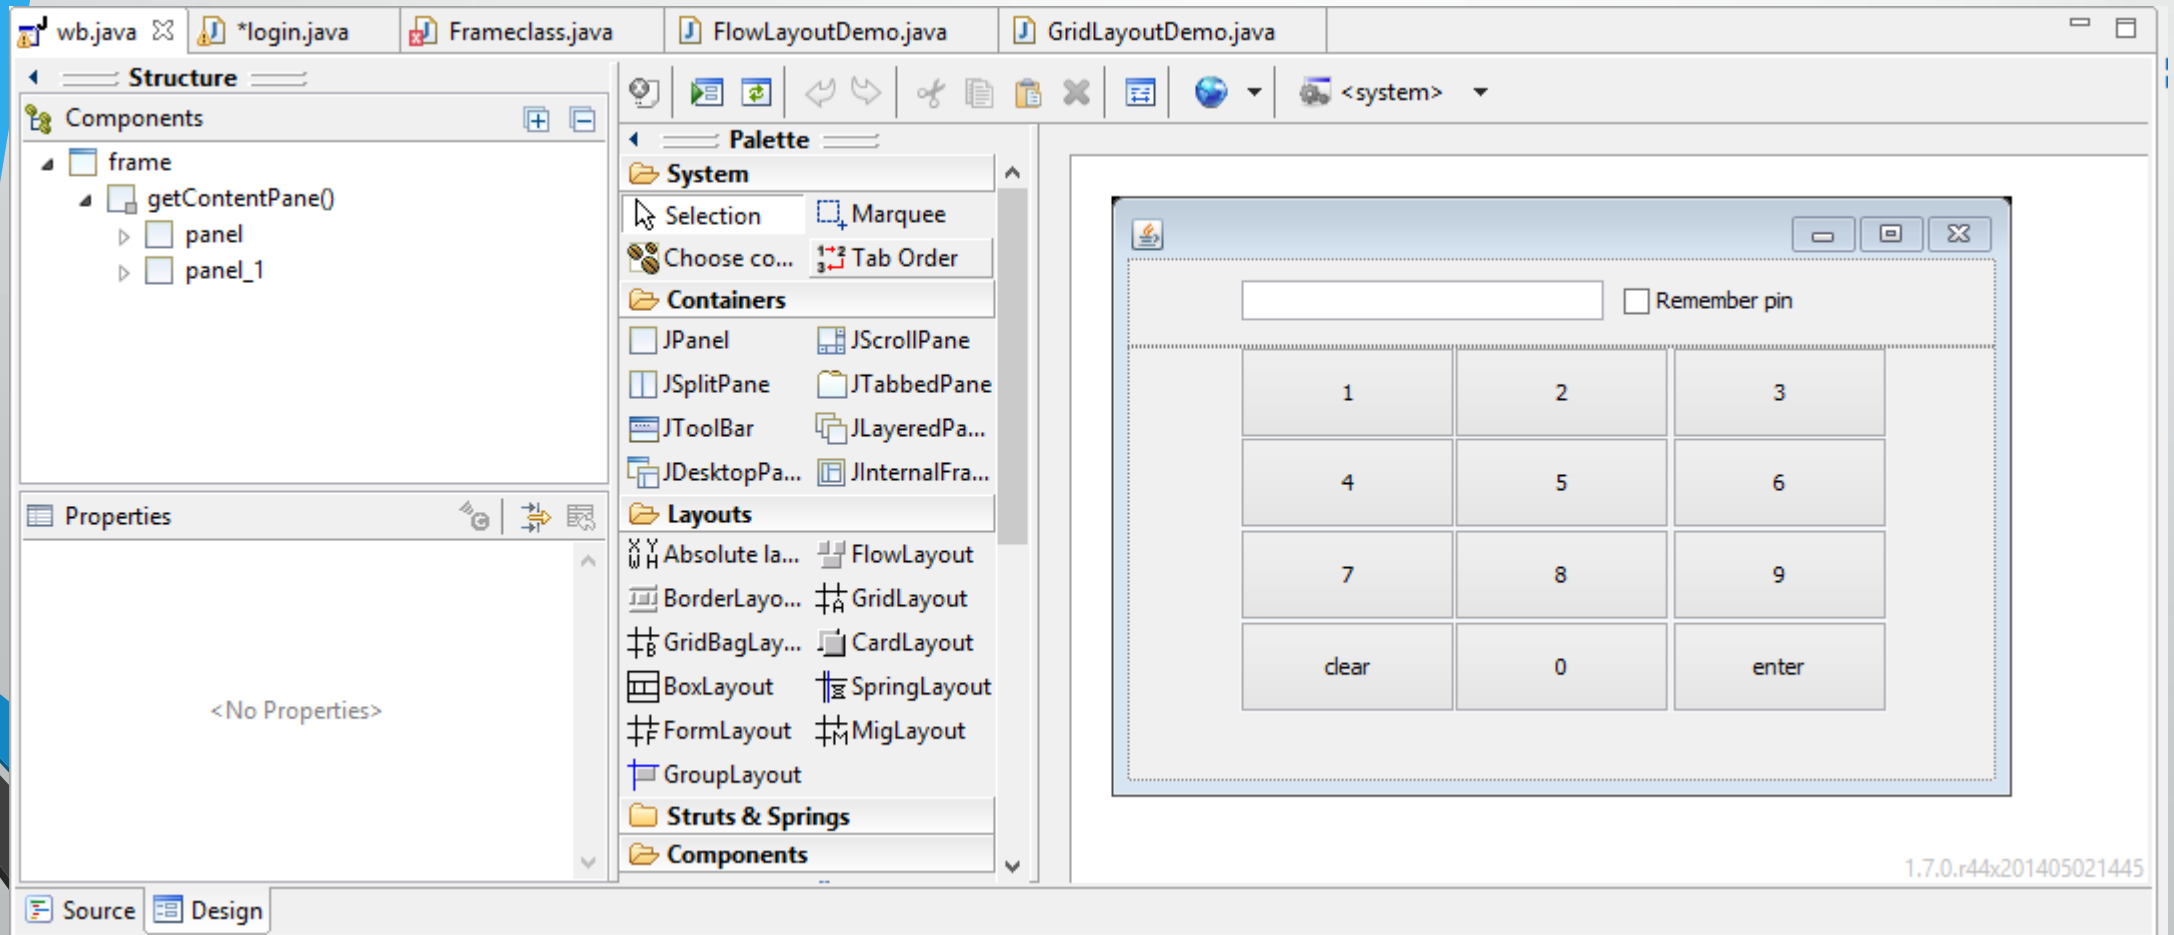 wb.java *login.java Frameclass.java FlowLayoutDemo.java GridLayoutDemo.java
Structure
Components
frame
getContentPane()
panel
panel_1
Properties
<No Properties>
<system>
Palette
System
Selection Marquee
Choose co... Tab Order
Containers
JPanel JScrollPane
JSplitPane JTabbedPane
JToolBar JLayeredPa...
JDesktopPa... JInternalFra...
Layouts
Absolute la... FlowLayout
BorderLayo... GridLayout
GridBagLay... CardLayout
BoxLayout SpringLayout
FormLayout MigLayout
GroupLayout
Struts & Springs
Components
Remember pin
1 2 3
4 5 6
7 8 9
clear 0 enter
1.7.0.r44x201405021445
Source Design